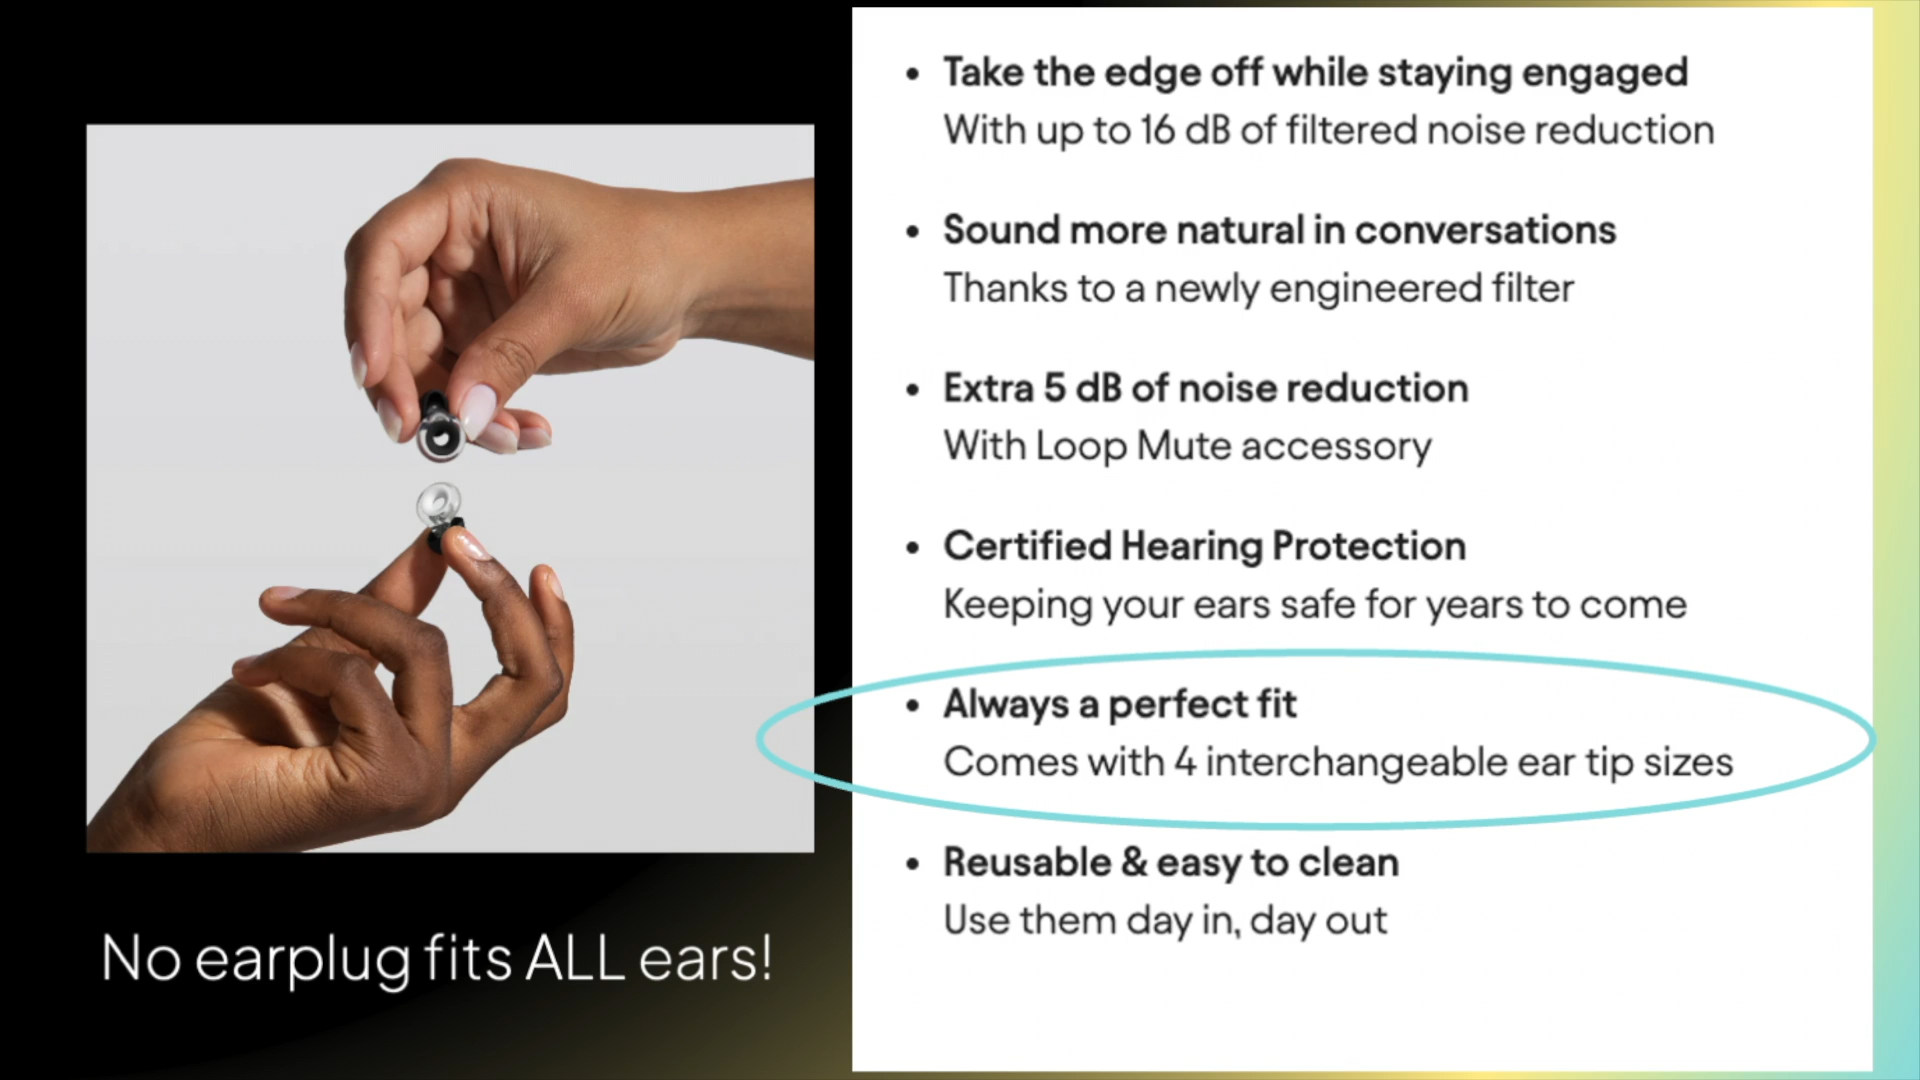 Take the edge off while staying engaged
With up to 16 dB of filtered noise reduction
Sound more natural in conversations
Thanks to a newly engineered filter
Extra 5 dB of noise reduction
With Loop Mute accessory
Certified Hearing Protection
Keeping your ears safe for years to come
Always a perfect fit
Comes with 4 interchangeable ear tip sizes
Reusable & easy to clean
Use them day in, day out
No earplug fits ALL ears!